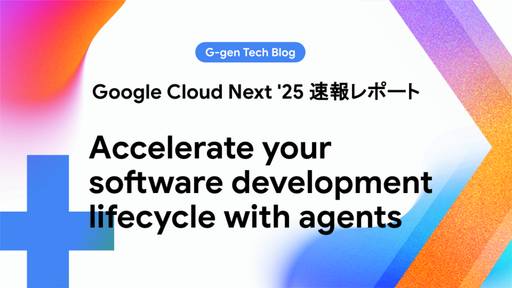 G-gen Tech Blog
Google Cloud Next '25 速報レポート
Accelerate your
software development
lifecycle with agents